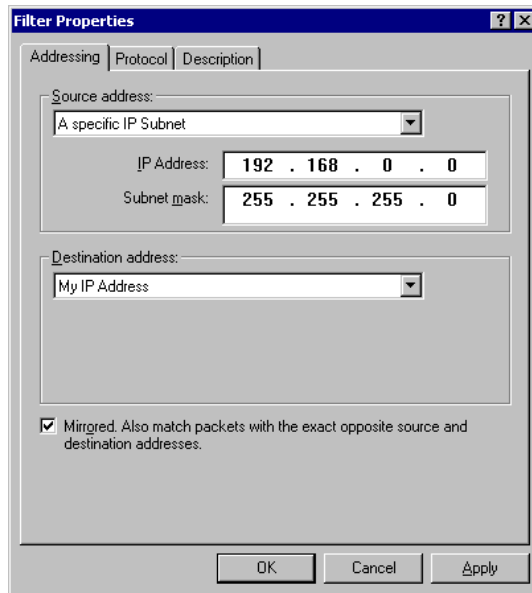 Filter Properties
Addressing Protocol Description
Source address:
A specific IP Subnet
IP Address: 192 . 168 . 0 . 0
Subnet mask: 255 . 255 . 255 . 0
Destination address:
My IP Address
Mirrored. Also match packets with the exact opposite source and
destination addresses.
OK Cancel Apply